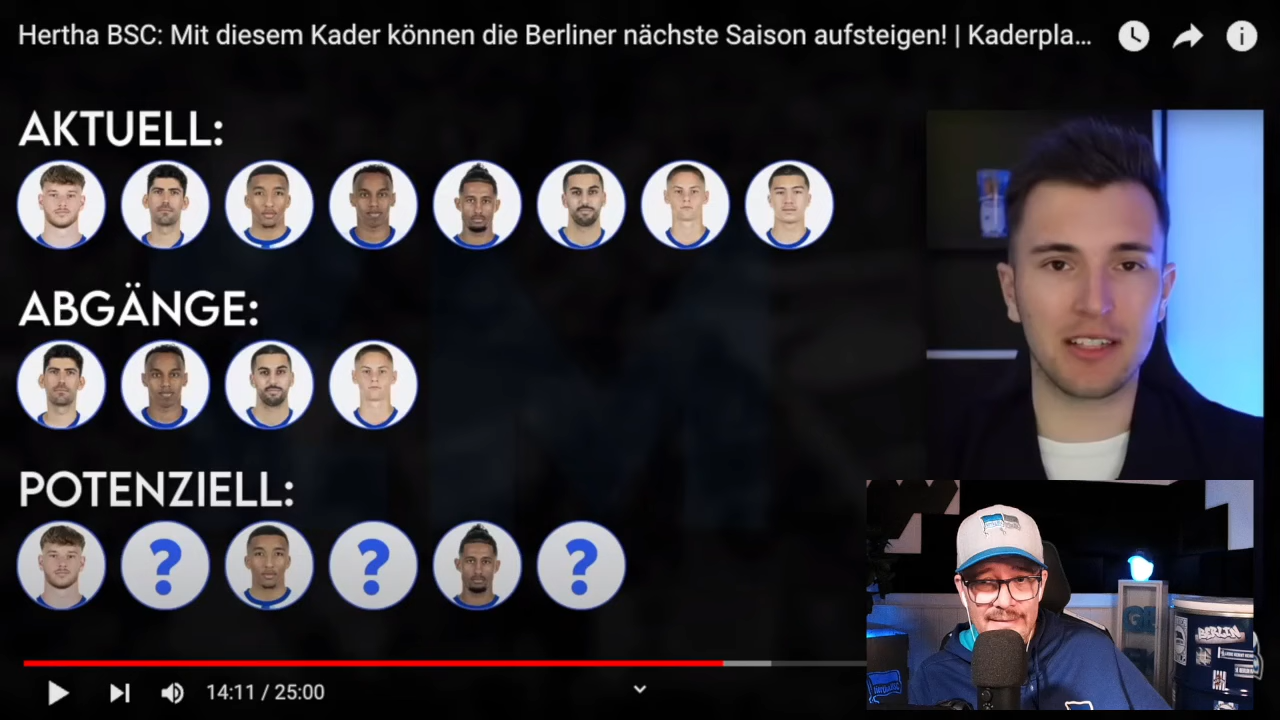 Hertha BSC: Mit diesem Kader können die Berliner nächste Saison aufsteigen! | Kaderpla...
AKTUELL:
ABGÄNGE:
POTENZIELL:
? ? ?
BERLIN
14:11 / 25:00